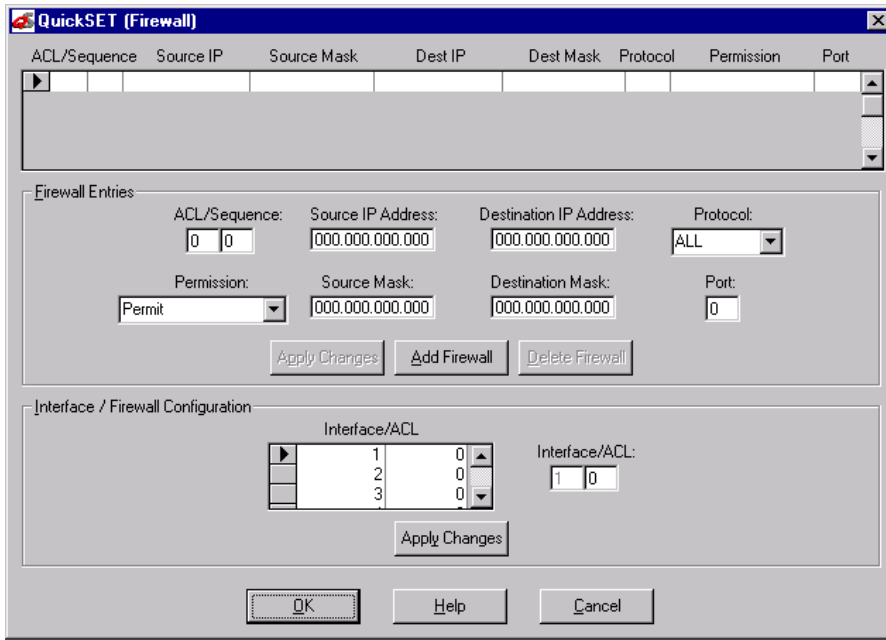 QuickSET (Firewall)
ACL/Sequence Source IP Source Mask Dest IP Dest Mask Protocol Permission Port
Firewall Entries
ACL/Sequence: Source IP Address: Destination IP Address: Protocol:
0 0 000.000.000.000 000.000.000.000 ALL
Permission: Source Mask: Destination Mask: Port:
Permit 000.000.000.000 000.000.000.000 0
Apply Changes Add Firewall Delete Firewall
Interface / Firewall Configuration
Interface/ACL
1 0
2 0
3 0
Interface/ACL:
1 0
Apply Changes
OK Help Cancel